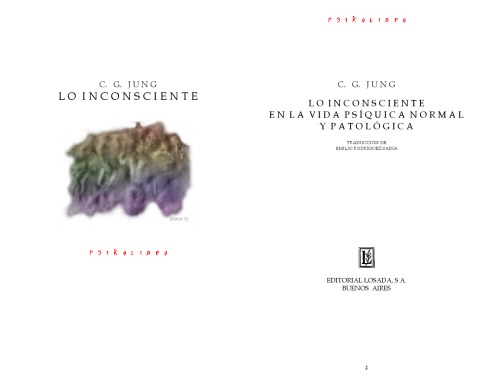 C. G. JUNG
LO INCONSCIENTE
PSIKOLIBRO
PSIKOLIBRO
C. G. JUNG
LO INCONSCIENTE
EN LA VIDA PSÍQUICA NORMAL
Y PATOLÓGICA
TRADUCCIÓN DE
EMILIO RODRÍGUEZ SADIA
EDITORIAL LOSADA, S.A.
BUENOS AIRES